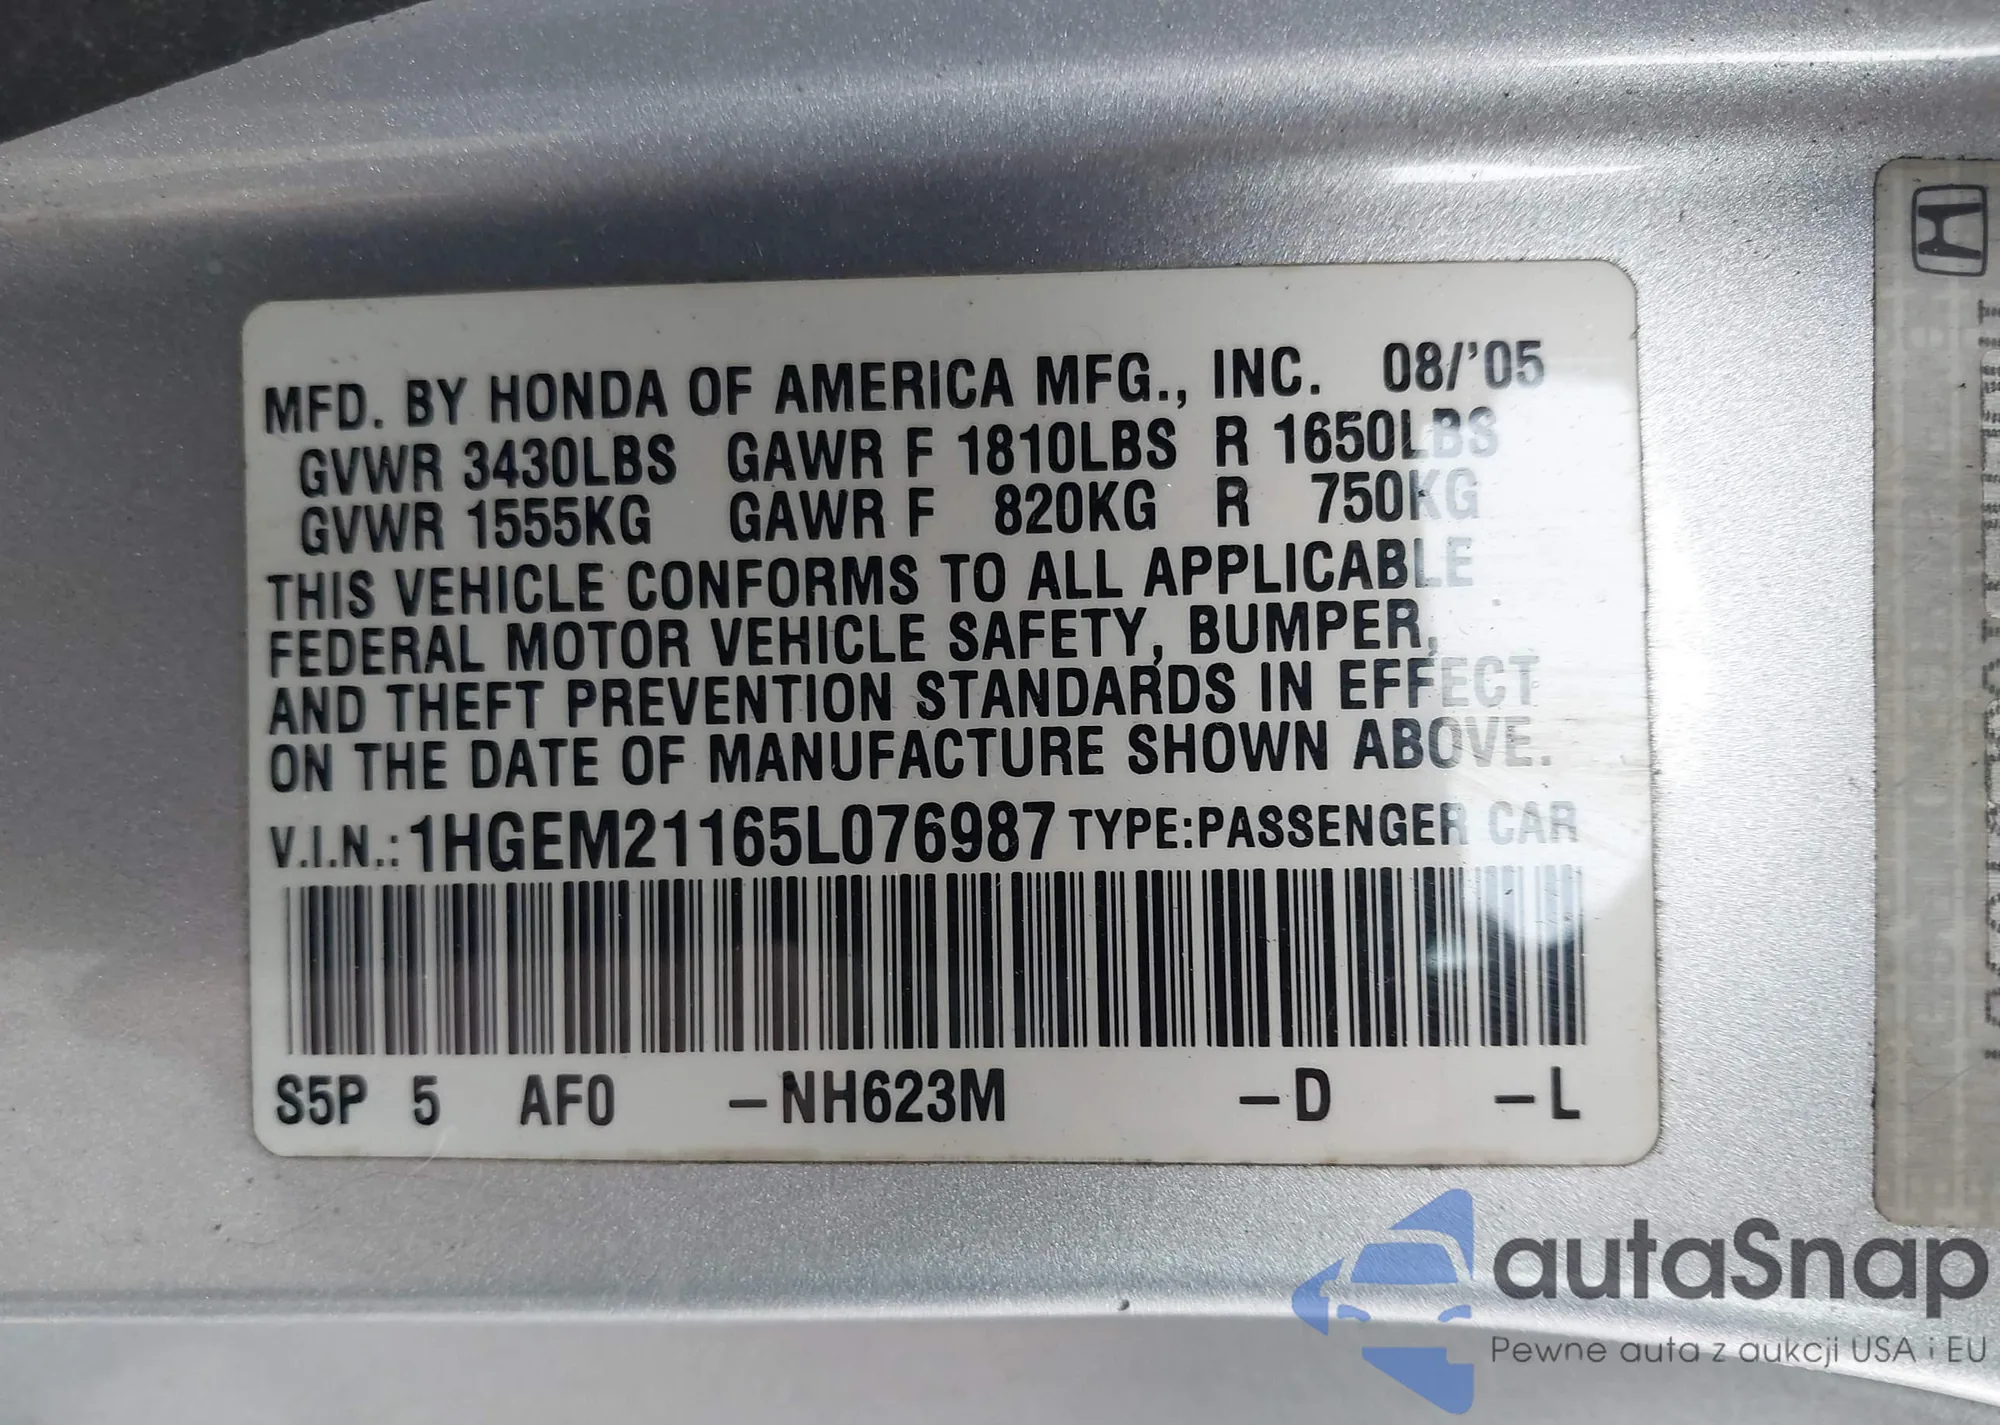 MFD. BY HONDA OF AMERICA MFG., INC. 08/'05
GVWR 3430LBS GAWR F 1810LBS R 1650LBS
GVWR 1555KG GAWR F 820KG R 750KG
THIS VEHICLE CONFORMS TO ALL APPLICABLE
FEDERAL MOTOR VEHICLE SAFETY, BUMPER,
AND THEFT PREVENTION STANDARDS IN EFFECT
ON THE DATE OF MANUFACTURE SHOWN ABOVE.
V.I.N.: 1HGEM21165L076987 TYPE:PASSENGER CAR
S5P 5 AF0 –NH623M –D –L
autaSnap
Pewne auta z aukcji USA i EU